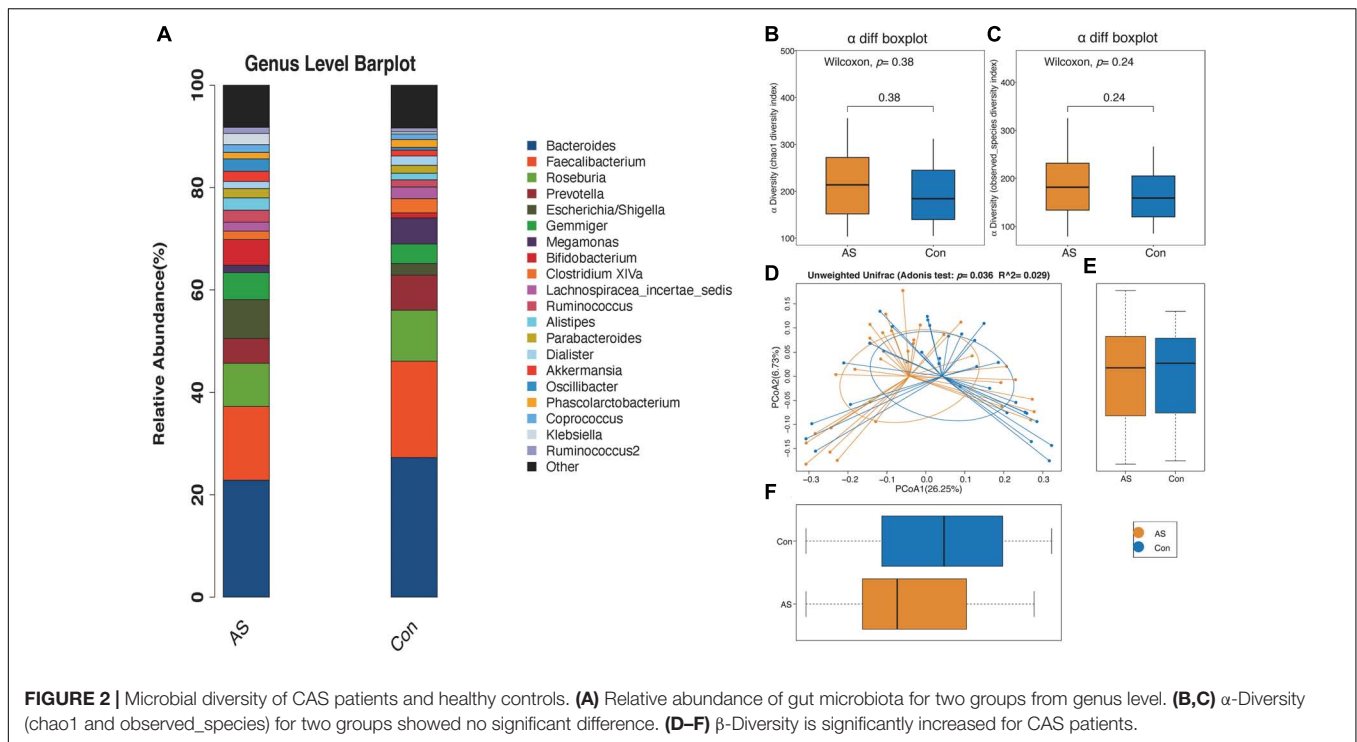 A
Genus Level Barplot
Relative Abundance(%)
100
80
60
40
20
0
AS
Con
Bacteroides
Faecalibacterium
Roseburia
Prevotella
Escherichia/Shigella
Gemmiger
Megamonas
Bifidobacterium
Clostridium XIVa
Lachnospiracea_incertae_sedis
Ruminococcus
Alistipes
Parabacteroides
Dialister
Akkermansia
Oscillibacter
Phascolarctobacterium
Coprococcus
Klebsiella
Ruminococcus2
Other
B
α diff boxplot
Wilcoxon, p= 0.38
0.38
α Diversity (chao1 diversity index)
500
400
300
200
100
AS
Con
C
α diff boxplot
Wilcoxon, p= 0.24
0.24
α Diversity (observed_species diversity index)
400
300
200
100
AS
Con
D
Unweighted Unifrac (Adonis test: p= 0.036 R^2= 0.029)
PCoA2(6.73%)
0.15
0.10
0.05
0.00
−0.05
−0.10
−0.15
−0.3
−0.2
−0.1
0.0
0.1
0.2
0.3
PCoA1(26.25%)
E
AS
Con
F
Con
AS
AS
Con
FIGURE 2 | Microbial diversity of CAS patients and healthy controls. (A) Relative abundance of gut microbiota for two groups from genus level. (B,C) α-Diversity
(chao1 and observed_species) for two groups showed no significant difference. (D–F) β-Diversity is significantly increased for CAS patients.